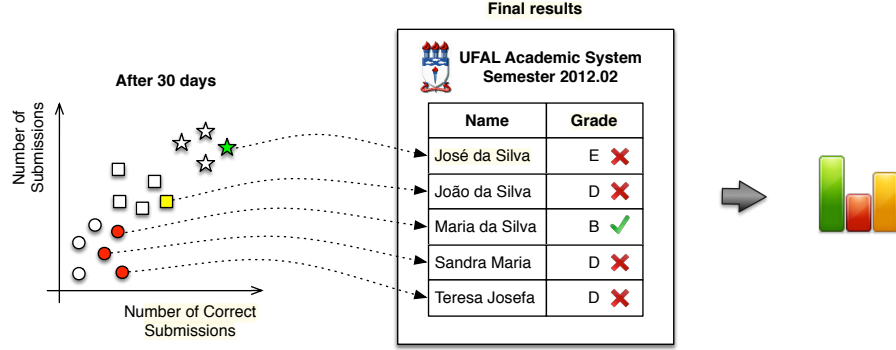 Final results
After 30 days
Number of
Submissions
Number of Correct
Submissions
UFAL Academic System
Semester 2012.02
Name Grade
José da Silva E
João da Silva D
Maria da Silva B
Sandra Maria D
Teresa Josefa D